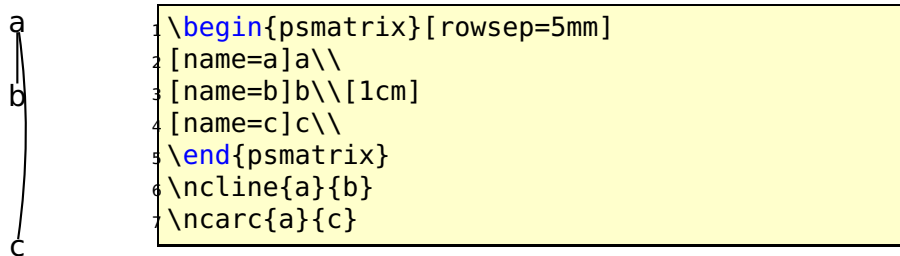 a
b
c
1 \begin{psmatrix}[rowsep=5mm]
2 [name=a]a\\
3 [name=b]b\\[1cm]
4 [name=c]c\\
5 \end{psmatrix}
6 \ncline{a}{b}
7 \ncarc{a}{c}